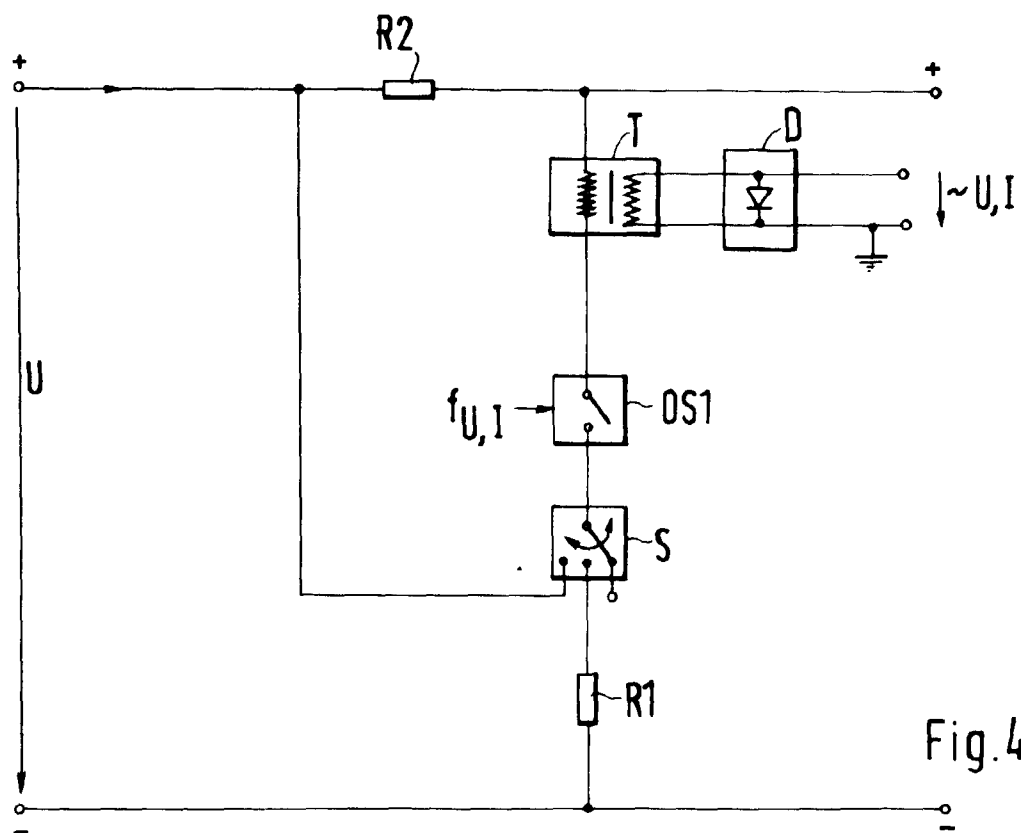 R2
+
+
T
D
~U,I
U
f U, I
OS1
S
R1
Fig.4
-
-